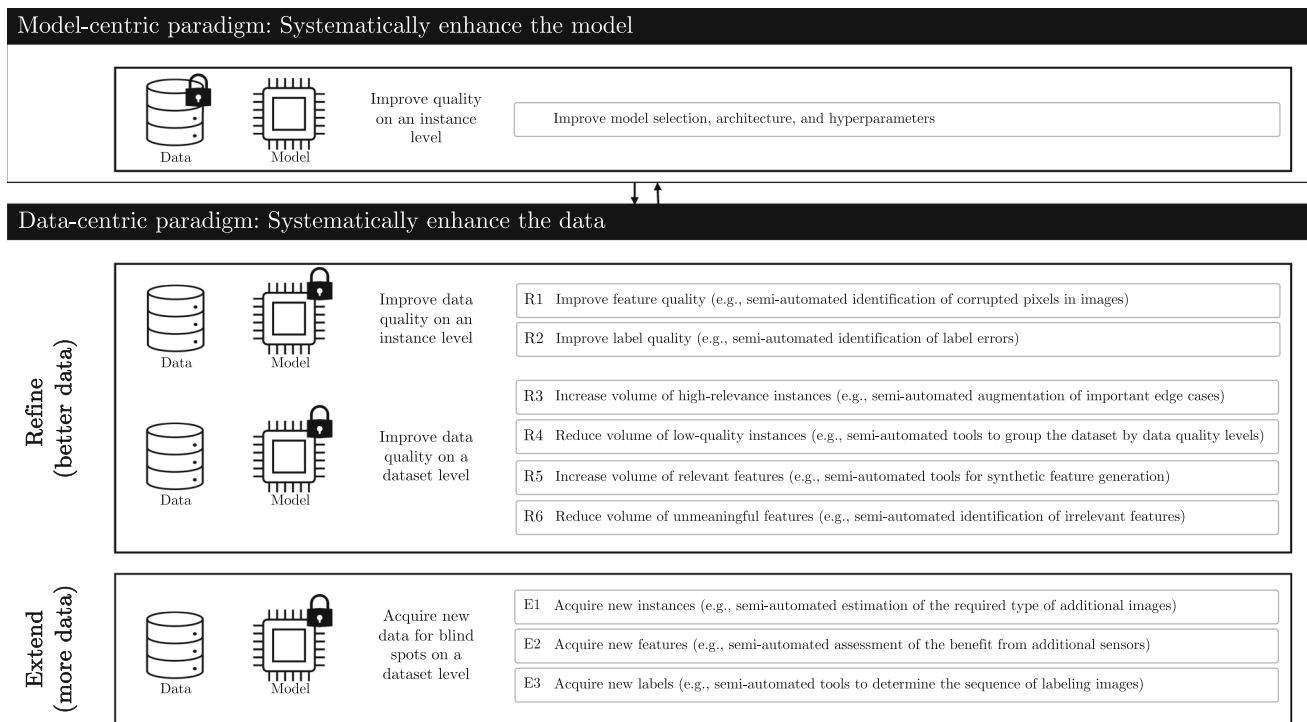 Model-centric paradigm: Systematically enhance the model
Data
Model
Improve quality
on an instance
level
Improve model selection, architecture, and hyperparameters
Data-centric paradigm: Systematically enhance the data
Refine
(better data)
Data
Model
Improve data
quality on an
instance level
R1 Improve feature quality (e.g., semi-automated identification of corrupted pixels in images)
R2 Improve label quality (e.g., semi-automated identification of label errors)
Data
Model
Improve data
quality on a
dataset level
R3 Increase volume of high-relevance instances (e.g., semi-automated augmentation of important edge cases)
R4 Reduce volume of low-quality instances (e.g., semi-automated tools to group the dataset by data quality levels)
R5 Increase volume of relevant features (e.g., semi-automated tools for synthetic feature generation)
R6 Reduce volume of unmeaningful features (e.g., semi-automated identification of irrelevant features)
Extend
(more data)
Data
Model
Acquire new
data for blind
spots on a
dataset level
E1 Acquire new instances (e.g., semi-automated estimation of the required type of additional images)
E2 Acquire new features (e.g., semi-automated assessment of the benefit from additional sensors)
E3 Acquire new labels (e.g., semi-automated tools to determine the sequence of labeling images)